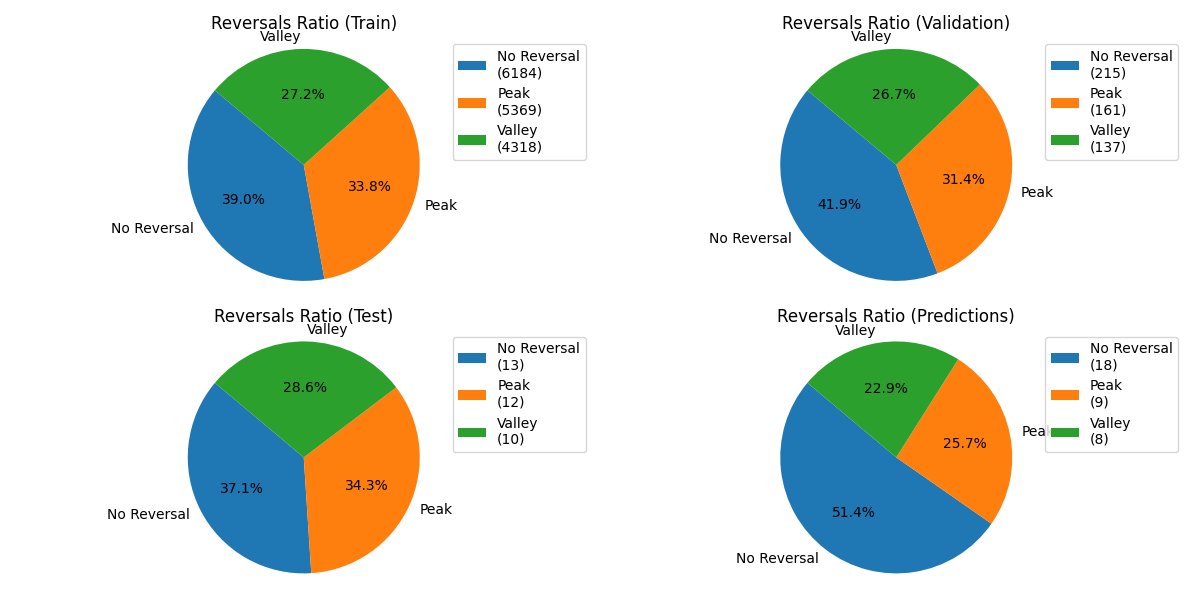 Reversals Ratio (Train)
Valley
27.2%
39.0%
33.8%
No Reversal
Peak
No Reversal
(6184)
Peak
(5369)
Valley
(4318)
Reversals Ratio (Validation)
Valley
26.7%
41.9%
31.4%
No Reversal
Peak
No Reversal
(215)
Peak
(161)
Valley
(137)
Reversals Ratio (Test)
Valley
28.6%
37.1%
34.3%
No Reversal
Peak
No Reversal
(13)
Peak
(12)
Valley
(10)
Reversals Ratio (Predictions)
Valley
22.9%
25.7%
51.4%
No Reversal
Peak
No Reversal
(18)
Peak
(9)
Valley
(8)